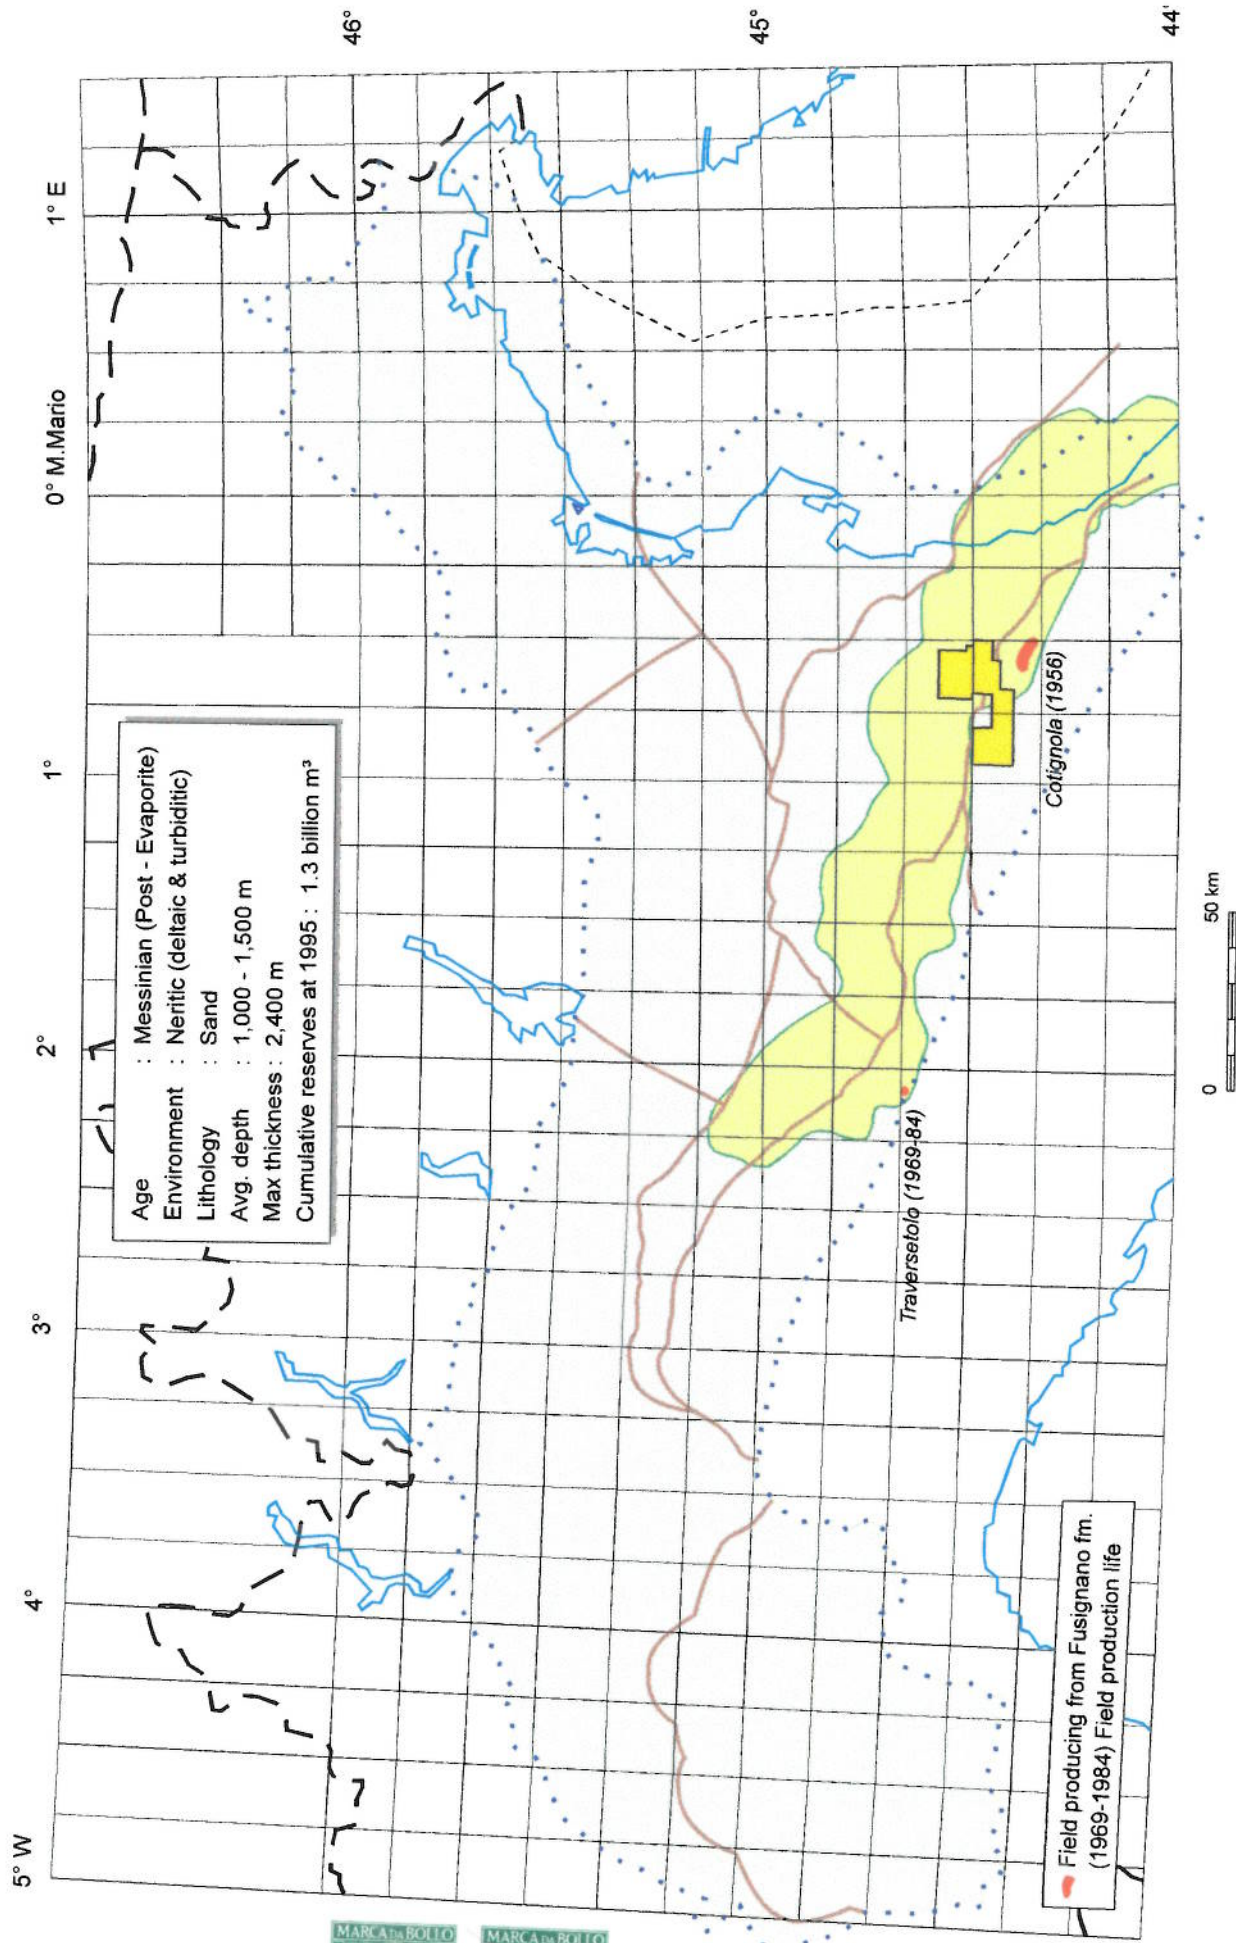 5° W
4°
3°
2°
1°
0° M.Mario
1° E
46°
45°
44°
Age : Messinian (Post - Evaporite)
Environment : Neritic (deltaic & turbiditic)
Lithology : Sand
Avg. depth : 1,000 - 1,500 m
Max thickness : 2,400 m
Cumulative reserves at 1995 : 1.3 billion m³
Traversetolo (1969-84)
Cotignola (1956)
Field producing from Fusignano fm.
(1969-1984) Field production life
0 50 km
MARCA DA BOLLO
MARCA DA BOLLO